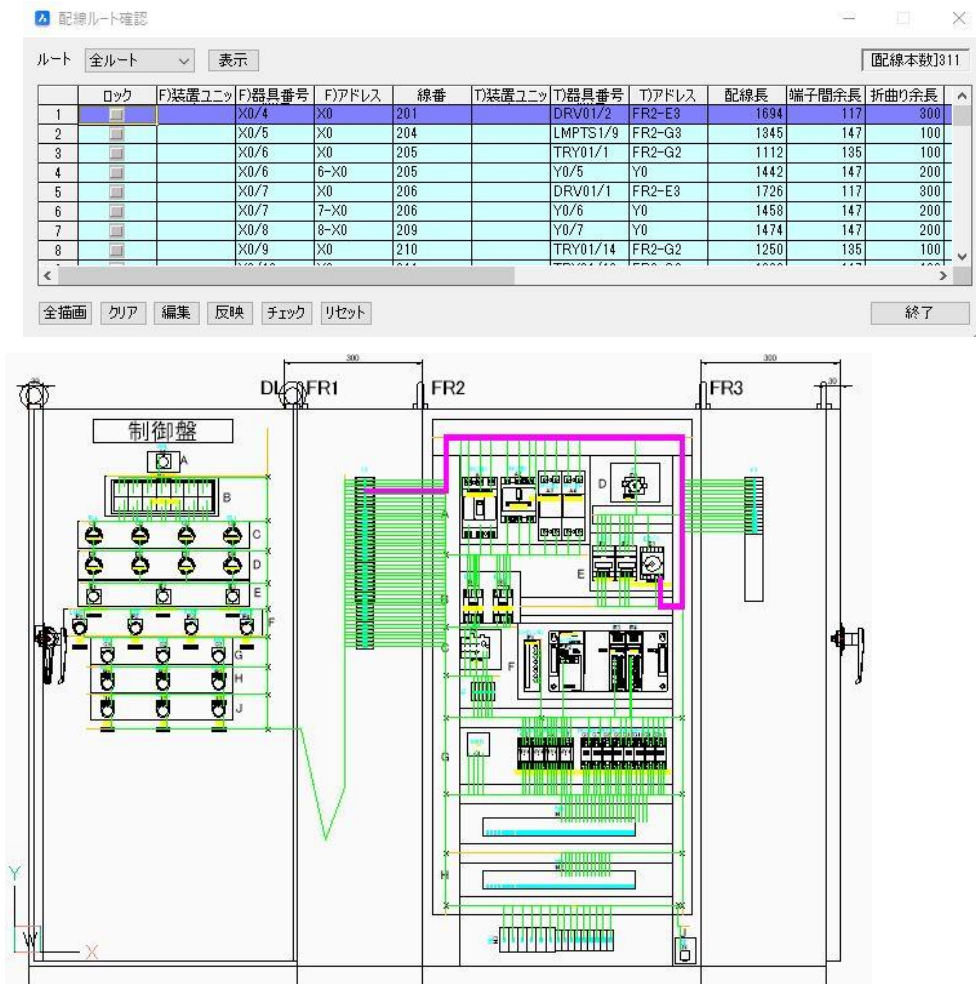 配線ルート確認
ルート 全ルート 表示 [配線本数]311
ロック F)装置ユニッ F)器具番号 F)アドレス 線番 T)装置ユニッ T)器具番号 T)アドレス 配線長 端子間余長 折曲り余長
1 X0/4 X0 201 DRV01/2 FR2-E3 1694 117 300
2 X0/5 X0 204 LMPTS1/9 FR2-G3 1345 147 100
3 X0/6 X0 205 TRY01/1 FR2-G2 1112 135 100
4 X0/6 6-X0 205 Y0/5 Y0 1442 147 200
5 X0/7 X0 206 DRV01/1 FR2-E3 1726 117 300
6 X0/7 7-X0 206 Y0/6 Y0 1458 147 200
7 X0/8 8-X0 209 Y0/7 Y0 1474 147 200
8 X0/9 X0 210 TRY01/14 FR2-G2 1250 135 100
全描画 クリア 編集 反映 チェック リセット 終了
300 300
DL FR1 FR2 FR3 30
制御盤
A
B
C
D
E
F
G
H
J
A
B
C
D
E
F
G
H
J
Y
W
X